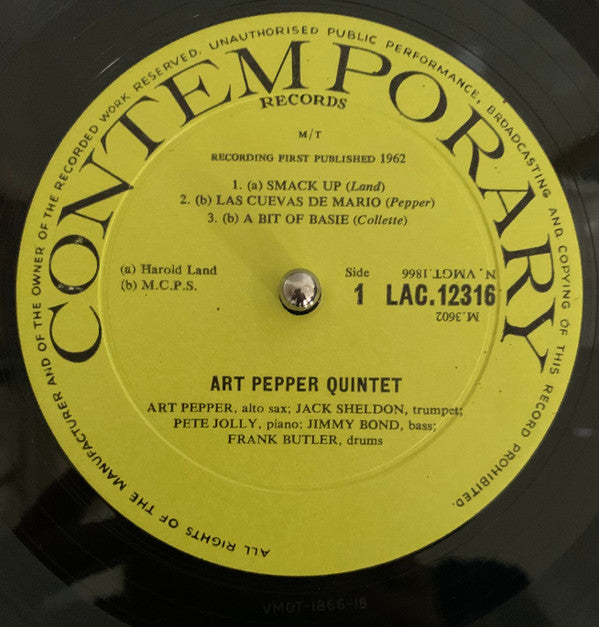 ALL RIGHTS OF THE MANUFACTURER AND OF THE OWNER OF THE RECORDED WORK RESERVED. UNAUTHORISED PUBLIC PERFORMANCE, BROADCASTING AND COPYING OF THIS RECORD PROHIBITED.
CONTEMPORARY
RECORDS
M/T
RECORDING FIRST PUBLISHED 1962
1. (a) SMACK UP (Land)
2. (b) LAS CUEVAS DE MARIO (Pepper)
3. (b) A BIT OF BASIE (Collette)
(a) Harold Land
(b) M.C.P.S.
Side
1 LAC.12316
N. VMGT.1866
M.3602
ART PEPPER QUINTET
ART PEPPER, alto sax; JACK SHELDON, trumpet;
PETE JOLLY, piano; JIMMY BOND, bass;
FRANK BUTLER, drums
VMGT-1866-1B